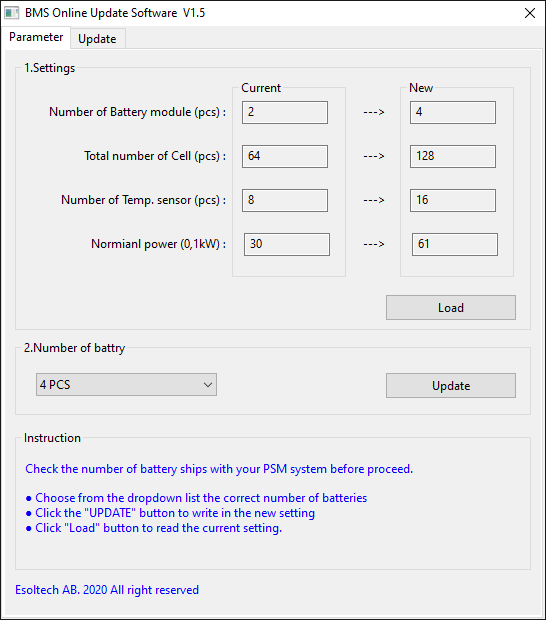 BMS Online Update Software V1.5
Parameter Update
1.Settings
Current New
Number of Battery module (pcs) : 2 ---> 4
Total number of Cell (pcs) : 64 ---> 128
Number of Temp. sensor (pcs) : 8 ---> 16
Normianl power (0,1kW) : 30 ---> 61
Load
2.Number of battry
4 PCS Update
Instruction
Check the number of battery ships with your PSM system before proceed.
● Choose from the dropdown list the correct number of batteries
● Click the "UPDATE" button to write in the new setting
● Click "Load" button to read the current setting.
Esoltech AB. 2020 All right reserved